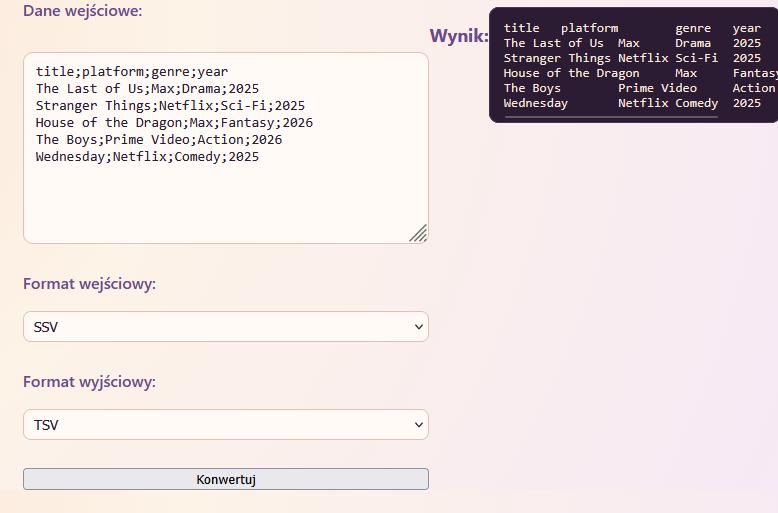 Dane wejściowe:
title;platform;genre;year
The Last of Us;Max;Drama;2025
Stranger Things;Netflix;Sci-Fi;2025
House of the Dragon;Max;Fantasy;2026
The Boys;Prime Video;Action;2026
Wednesday;Netflix;Comedy;2025
Format wejściowy:
SSV
Format wyjściowy:
TSV
Konwertuj
Wynik:
title	platform	genre	year
The Last of Us	Max	Drama	2025
Stranger Things	Netflix	Sci-Fi	2025
House of the Dragon	Max	Fantasy
The Boys	Prime Video	Action
Wednesday	Netflix	Comedy	2025